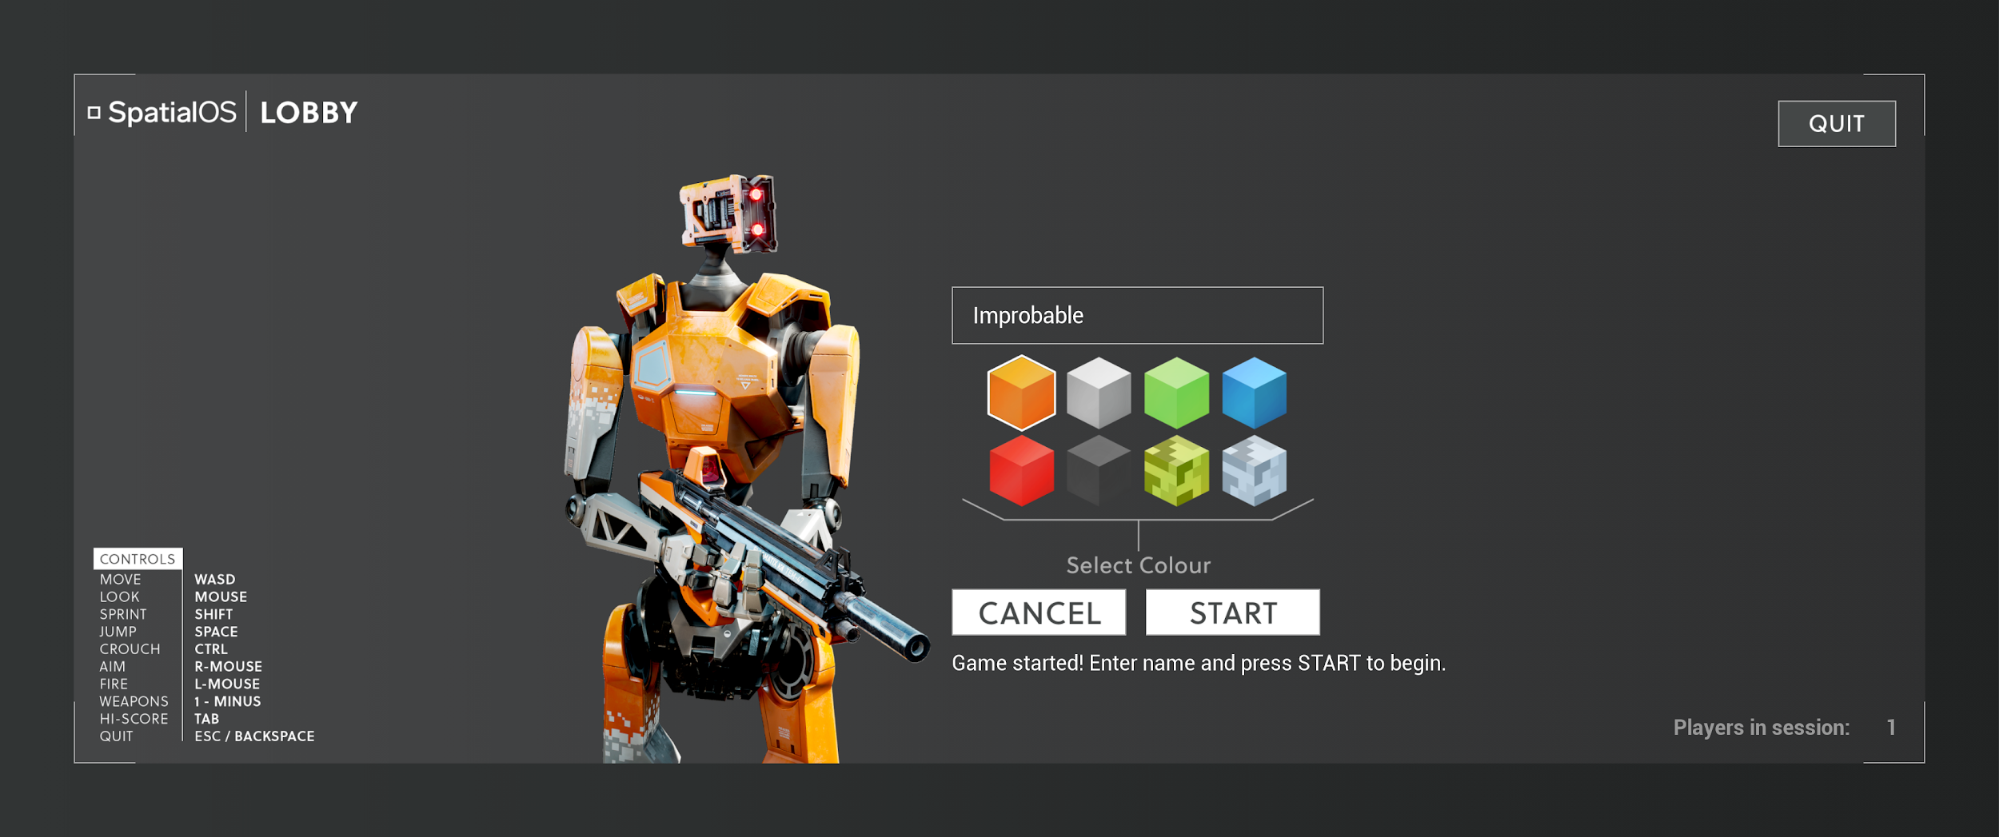 SpatialOS | LOBBY
QUIT
Improbable
Select Colour
CANCEL
START
Game started! Enter name and press START to begin.
CONTROLS
MOVE WASD
LOOK MOUSE
SPRINT SHIFT
JUMP SPACE
CROUCH CTRL
AIM R-MOUSE
FIRE L-MOUSE
WEAPONS 1 - MINUS
HI-SCORE TAB
QUIT ESC / BACKSPACE
Players in session: 1